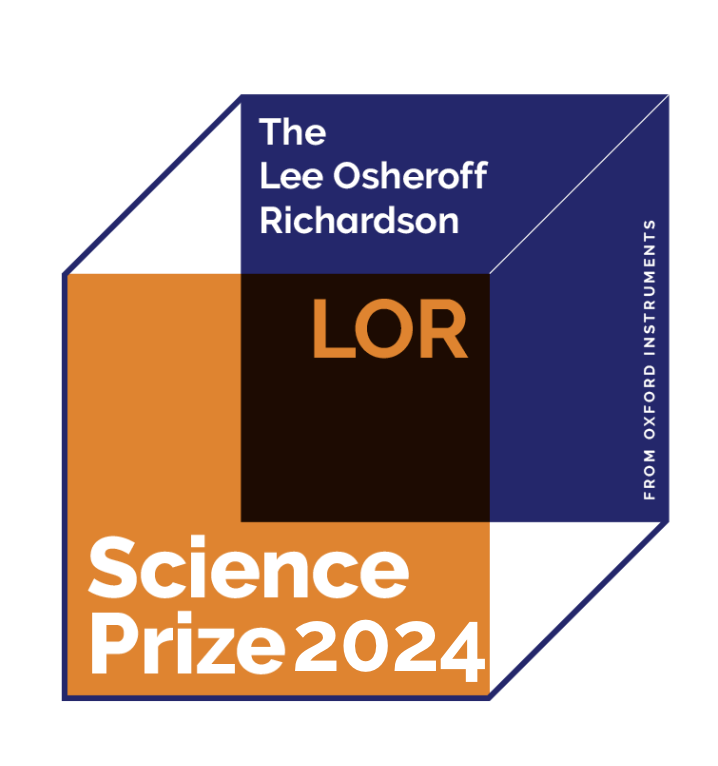 The
Lee Osheroff
Richardson
LOR
FROM OXFORD INSTRUMENTS
Science
Prize 2024